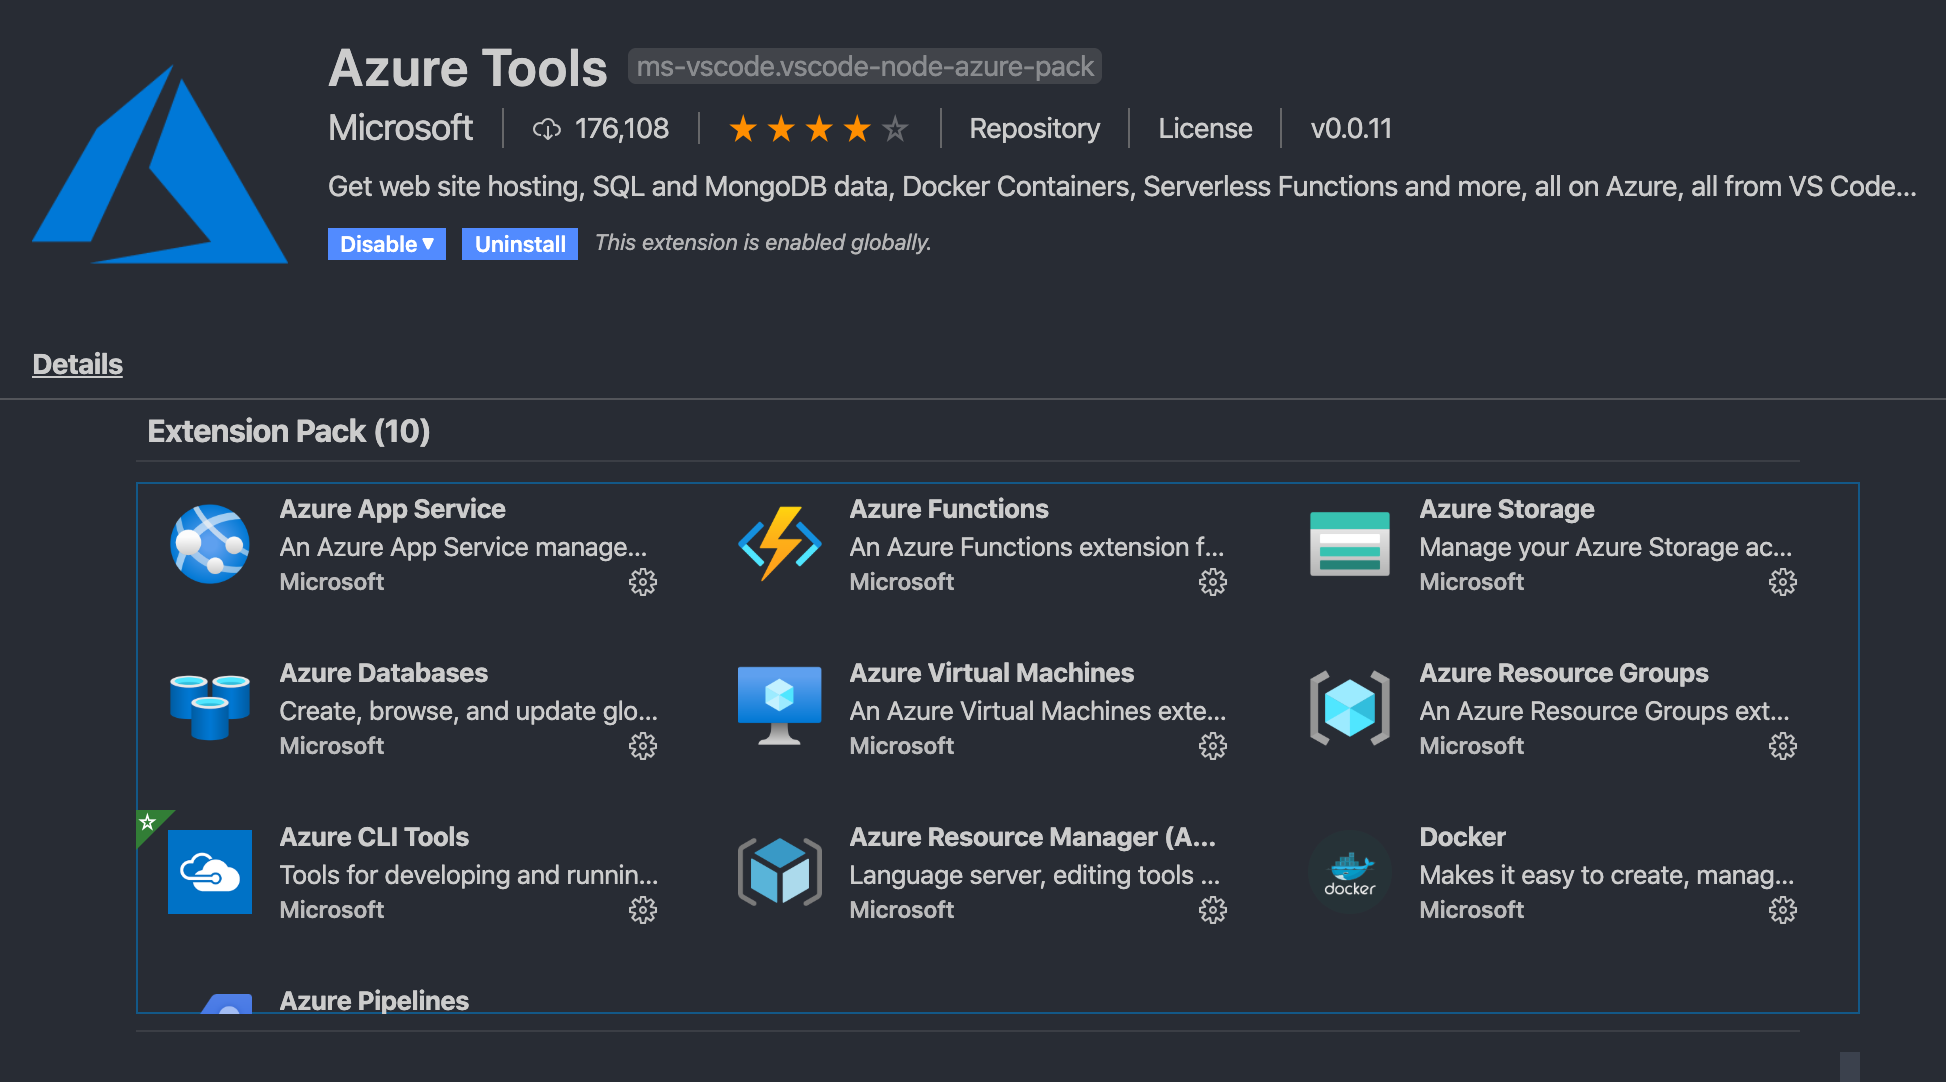 Azure Tools ms-vscode.vscode-node-azure-pack
Microsoft 176,108 Repository License v0.0.11
Get web site hosting, SQL and MongoDB data, Docker Containers, Serverless Functions and more, all on Azure, all from VS Code...
Disable Uninstall This extension is enabled globally.
Details
Extension Pack (10)
Azure App Service
An Azure App Service manage...
Microsoft
Azure Functions
An Azure Functions extension f...
Microsoft
Azure Storage
Manage your Azure Storage ac...
Microsoft
Azure Databases
Create, browse, and update glo...
Microsoft
Azure Virtual Machines
An Azure Virtual Machines exte...
Microsoft
Azure Resource Groups
An Azure Resource Groups ext...
Microsoft
Azure CLI Tools
Tools for developing and runnin...
Microsoft
Azure Resource Manager (A...
Language server, editing tools ...
Microsoft
docker
Docker
Makes it easy to create, manag...
Microsoft
Azure Pipelines